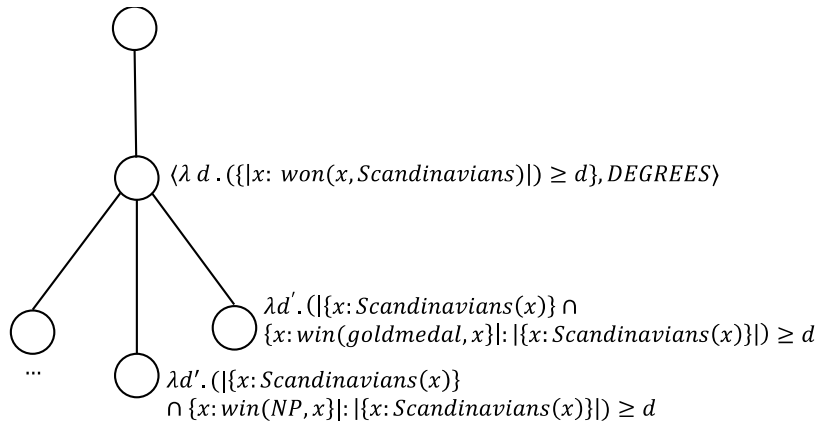 ⟨λ d . ({|x: won(x, Scandinavians)|) ≥ d}, DEGREES⟩
λd′. (|{x: Scandinavians(x)} ∩
{x: win(goldmedal, x}|: |{x: Scandinavians(x)}|) ≥ d
...
λd′. (|{x: Scandinavians(x)}
∩ {x: win(NP, x}|: |{x: Scandinavians(x)}|) ≥ d